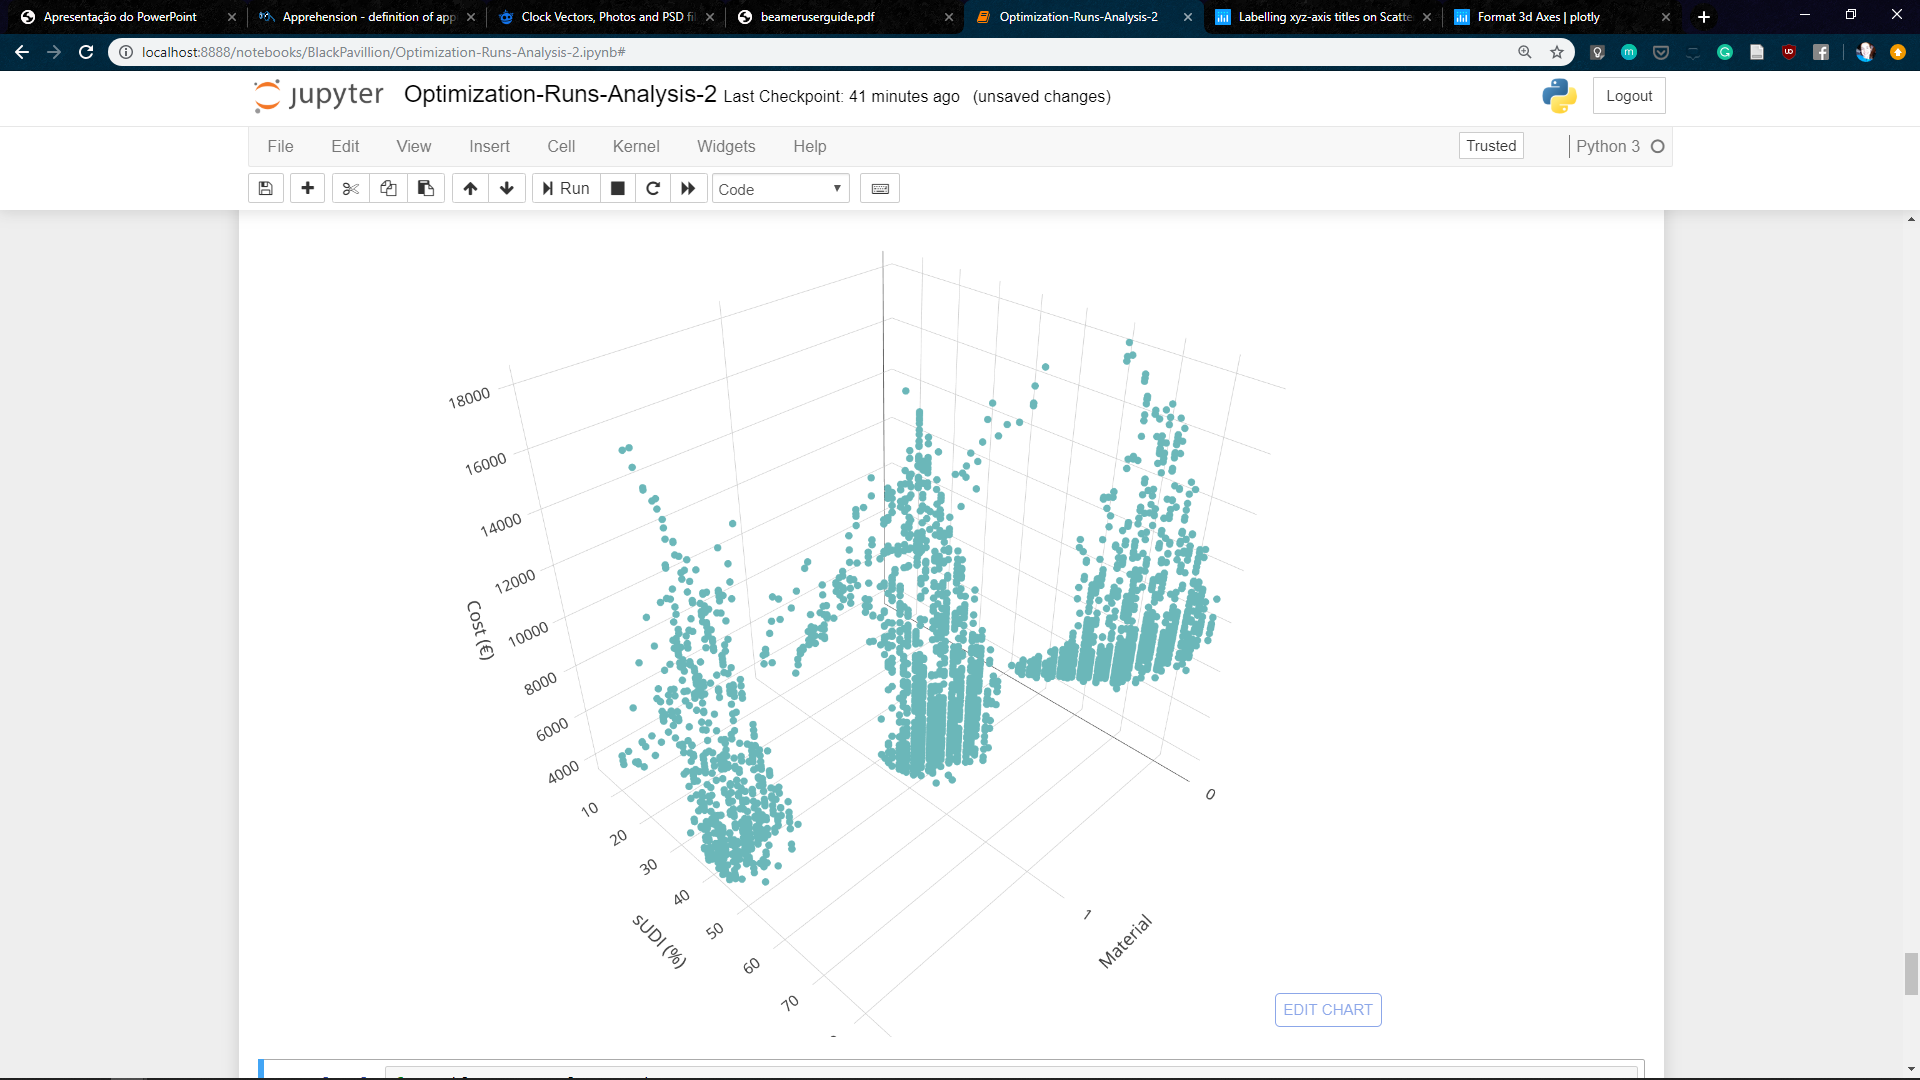 Apresentação do PowerPoint
Apprehension - definition of app
Clock Vectors, Photos and PSD fi
beameruserguide.pdf
Optimization-Runs-Analysis-2
Labelling xyz-axis titles on Scatte
Format 3d Axes | plotly
localhost:8888/notebooks/BlackPavillion/Optimization-Runs-Analysis-2.ipynb#
jupyter Optimization-Runs-Analysis-2 Last Checkpoint: 41 minutes ago (unsaved changes)
Logout
File Edit View Insert Cell Kernel Widgets Help
Trusted
Python 3
Run
Code
18000
16000
14000
12000
10000
8000
6000
4000
Cost (€)
10
20
30
40
50
60
70
sUDI (%)
0
1
Material
EDIT CHART